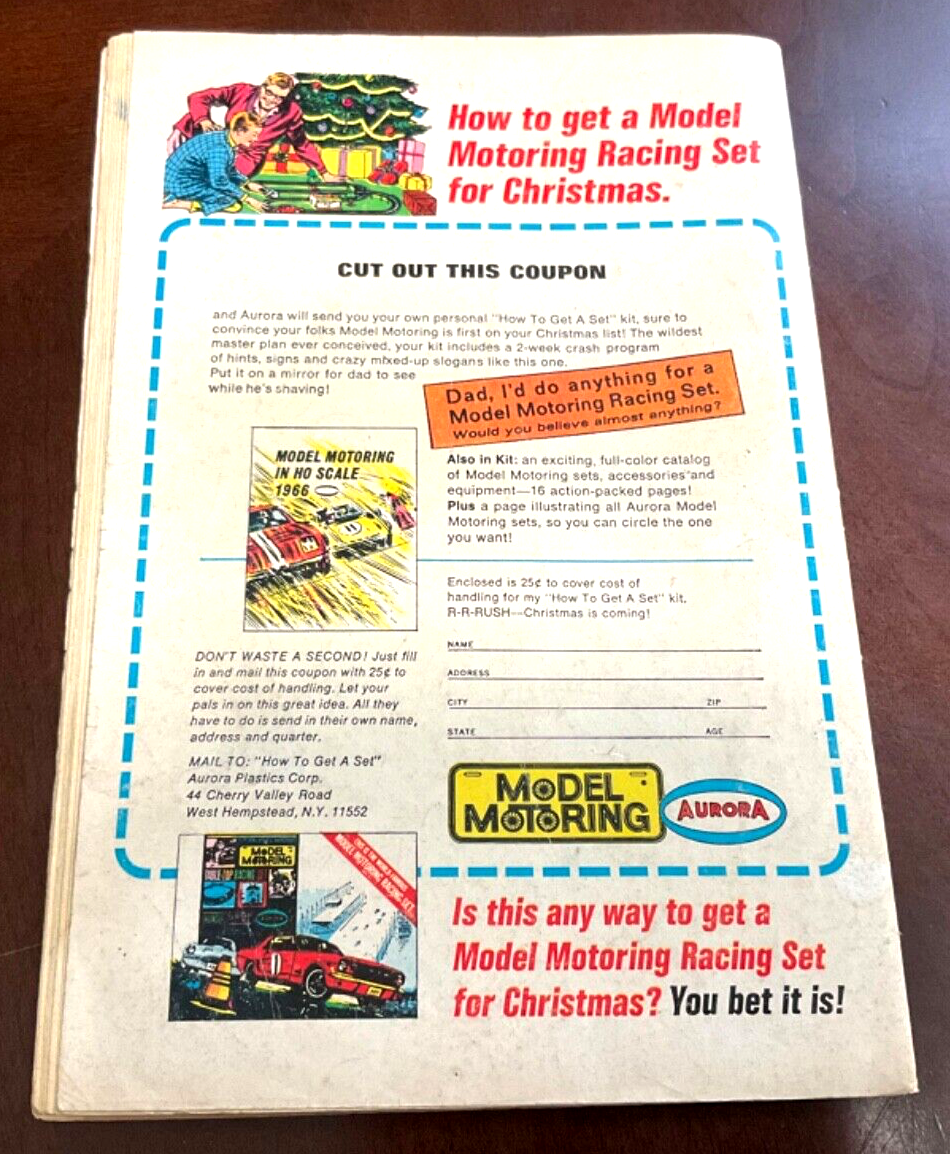 How to get a Model
Motoring Racing Set
for Christmas.
CUT OUT THIS COUPON
and Aurora will send you your own personal "How To Get A Set" kit, sure to
convince your folks Model Motoring is first on your Christmas list! The wildest
master plan ever conceived, your kit includes a 2-week crash program
of hints, signs and crazy mixed-up slogans like this one.
Put it on a mirror for dad to see
while he's shaving!
Dad, I'd do anything for a
Model Motoring Racing Set.
Would you believe almost anything?
MODEL MOTORING
IN HO SCALE
1966
Also in Kit: an exciting, full-color catalog
of Model Motoring sets, accessories and
equipment—16 action-packed pages!
Plus a page illustrating all Aurora Model
Motoring sets, so you can circle the one
you want!
Enclosed is 25¢ to cover cost of
handling for my "How To Get A Set" kit.
R-R-RUSH—Christmas is coming!
NAME
ADDRESS
CITY ZIP
STATE AGE
DON'T WASTE A SECOND! Just fill
in and mail this coupon with 25¢ to
cover cost of handling. Let your
pals in on this great idea. All they
have to do is send in their own name,
address and quarter.
MAIL TO: "How To Get A Set"
Aurora Plastics Corp.
44 Cherry Valley Road
West Hempstead, N.Y. 11552
MODEL
MOTORING
AURORA
MODEL
MOTORING
MODEL MOTORING RACING SET
1
Is this any way to get a
Model Motoring Racing Set
for Christmas? You bet it is!